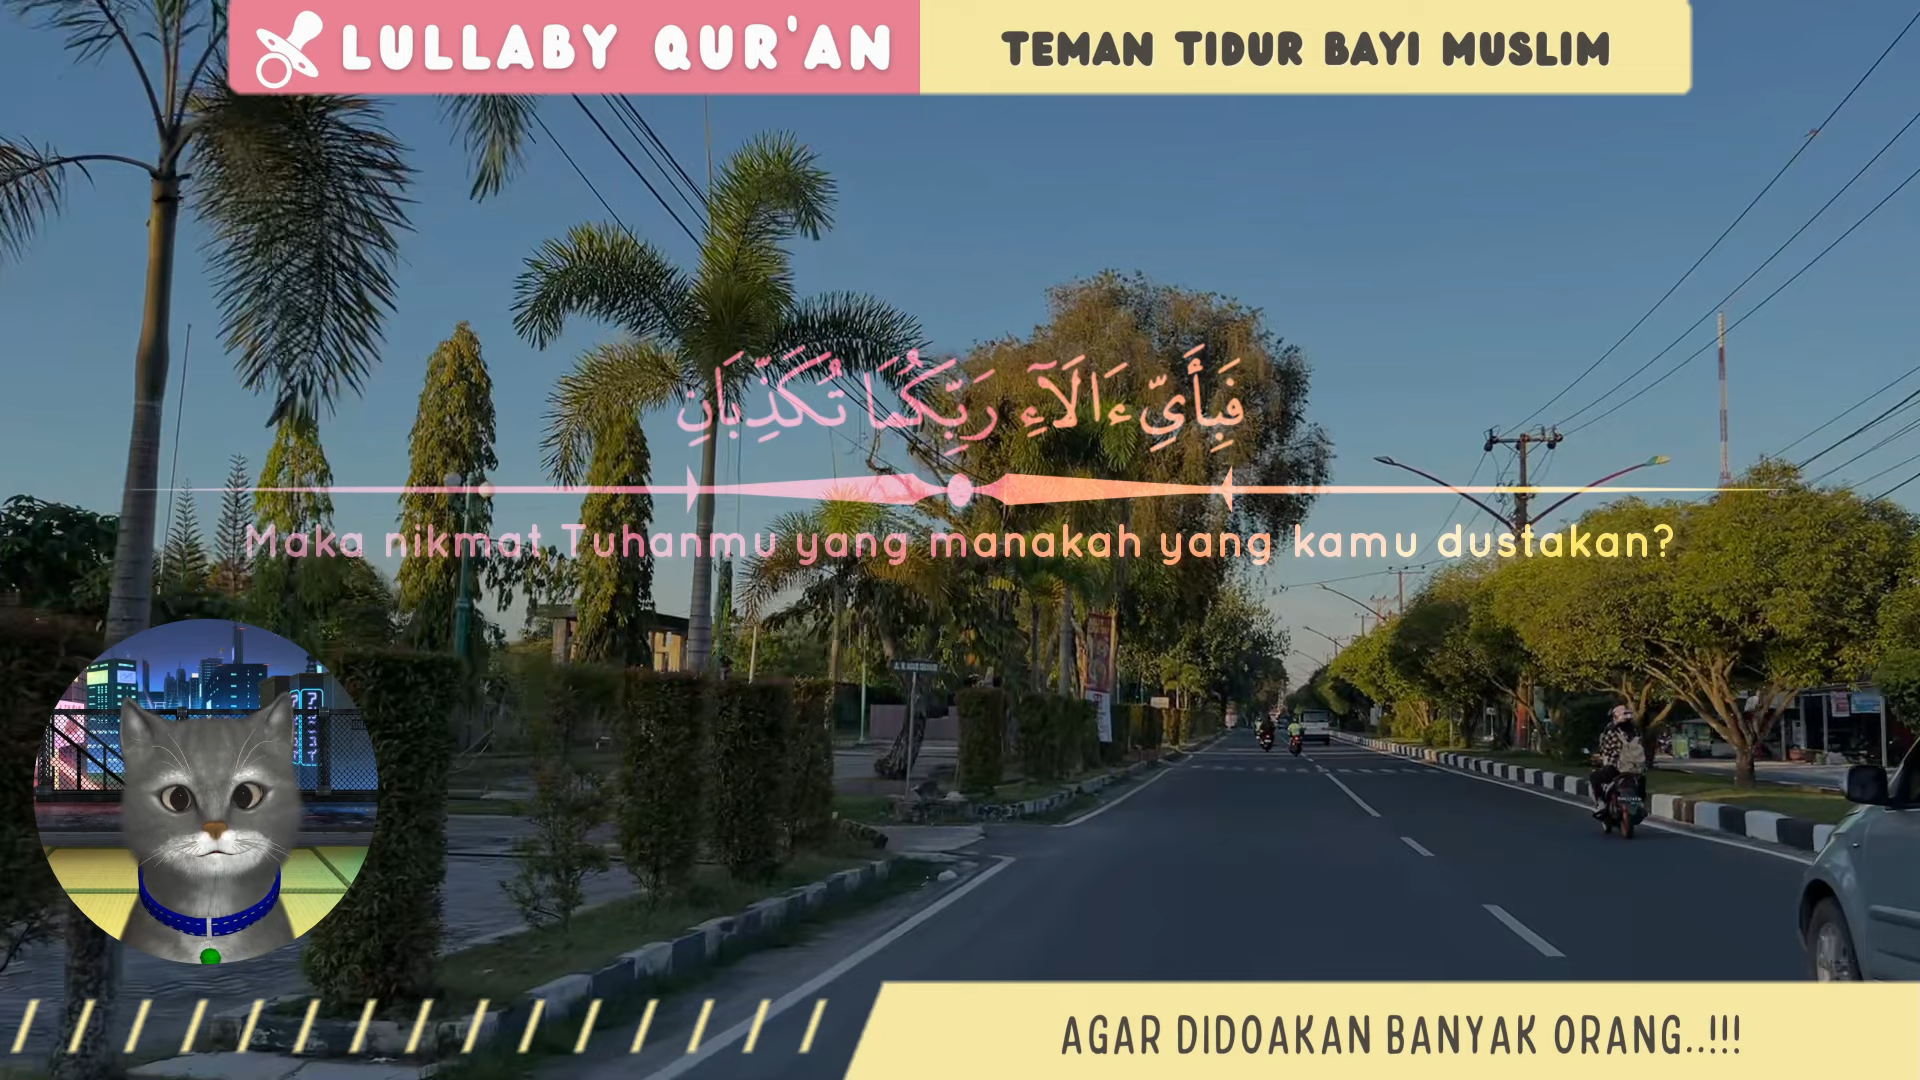 LULLABY QUR'AN
TEMAN TIDUR BAYI MUSLIM
فَبِأَيِّ ءَالَآءِ رَبِّكُمَا تُكَذِّبَانِ
Maka nikmat Tuhanmu yang manakah yang kamu dustakan?
AGAR DIDOAKAN BANYAK ORANG..!!!